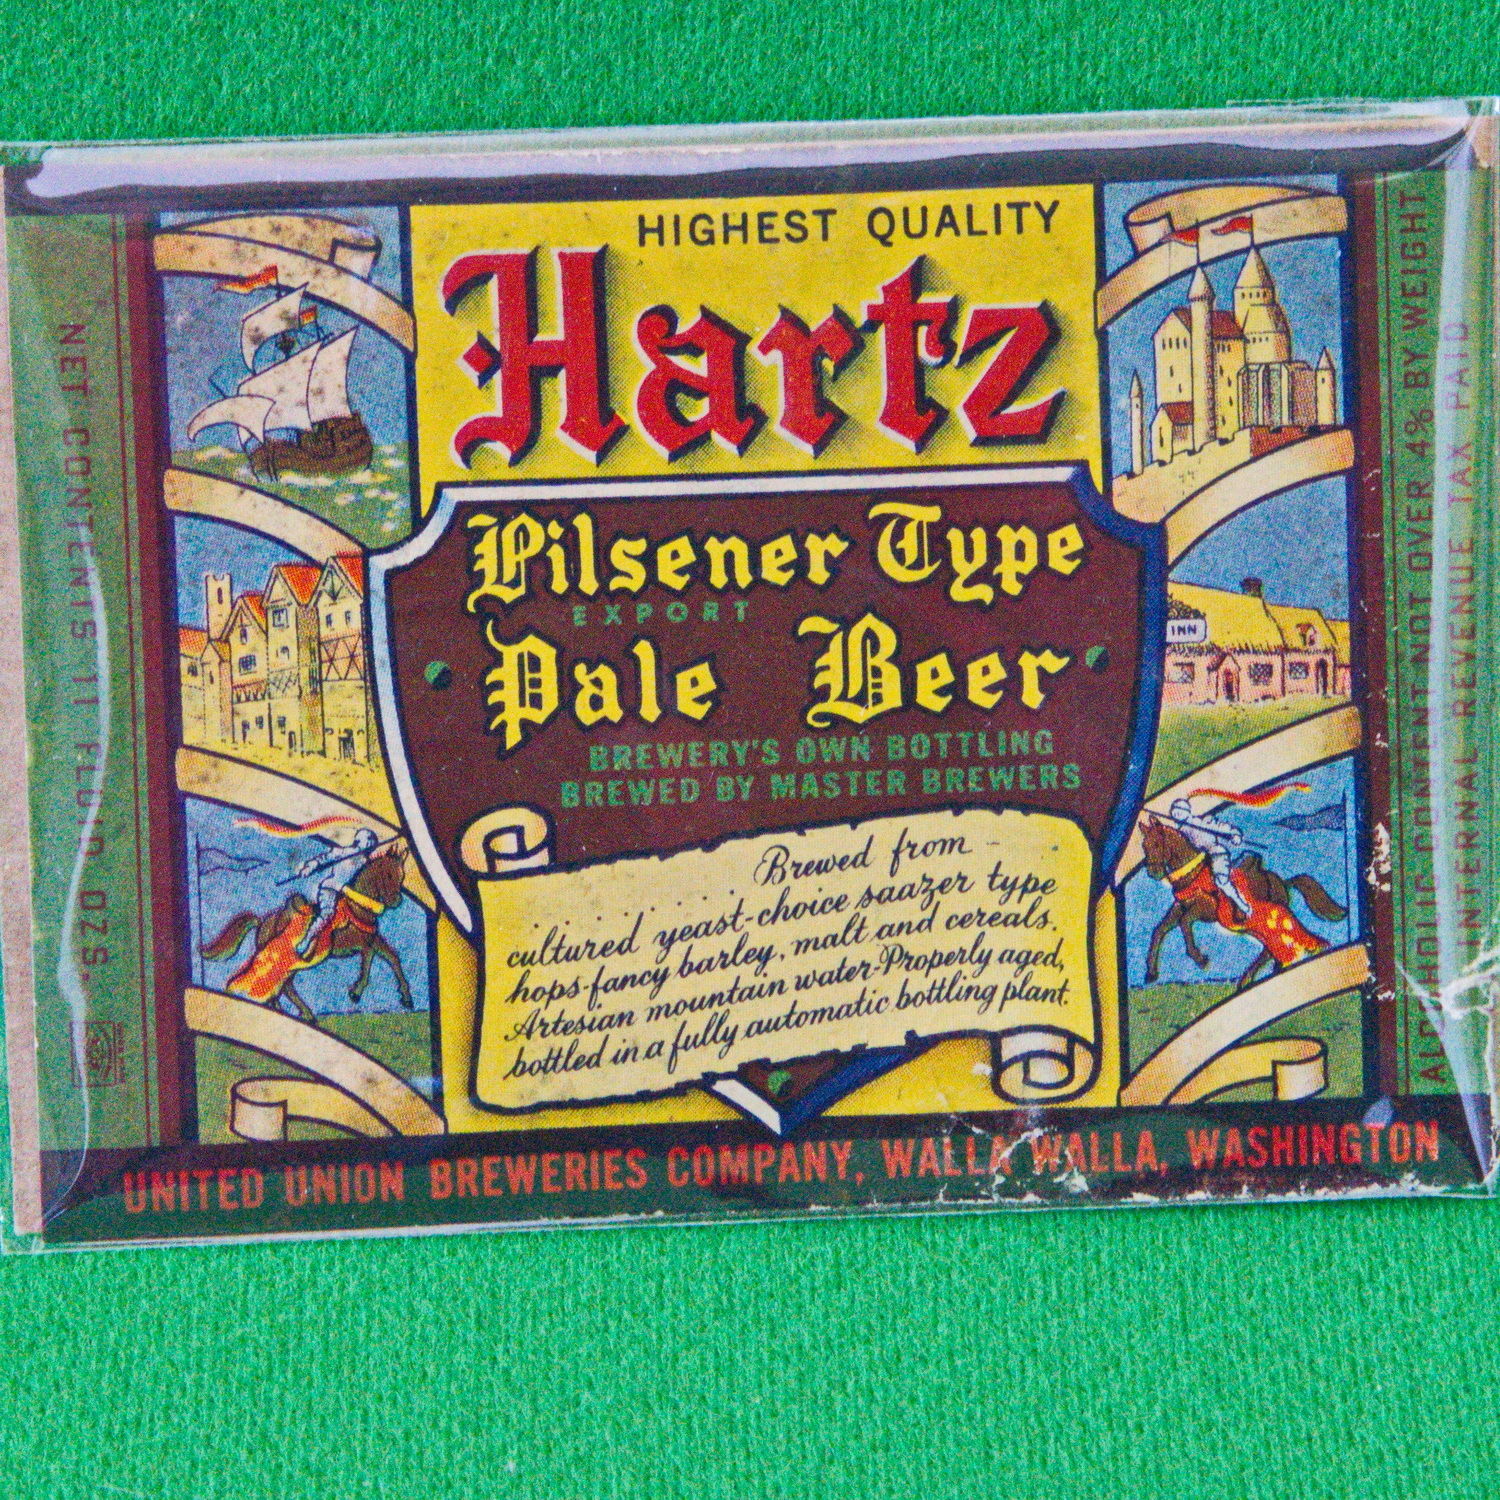 HIGHEST QUALITY
Hartz
Pilsener Type
EXPORT
Pale Beer
BREWERY'S OWN BOTTLING
BREWED BY MASTER BREWERS
Brewed from
cultured yeast-choice saazer type
hops-fancy barley, malt and cereals.
Artesian mountain water-Properly aged,
bottled in a fully automatic bottling plant.
UNITED UNION BREWERIES COMPANY, WALLA WALLA, WASHINGTON
NET CONTENTS 11 FLUID OZS.
INN
ALCOHOLIC CONTENT NOT OVER 4% BY WEIGHT
INTERNAL REVENUE TAX PAID